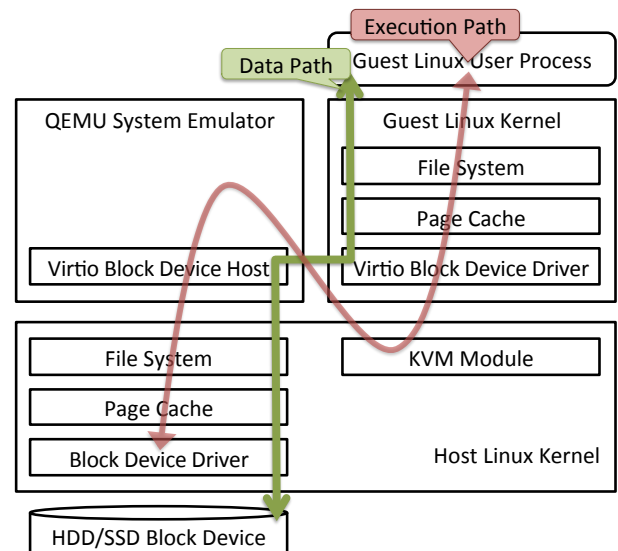 Execution Path
Data Path
Guest Linux User Process
QEMU System Emulator
Guest Linux Kernel
File System
Page Cache
Virtio Block Device Host
Virtio Block Device Driver
File System
KVM Module
Page Cache
Block Device Driver
Host Linux Kernel
HDD/SSD Block Device